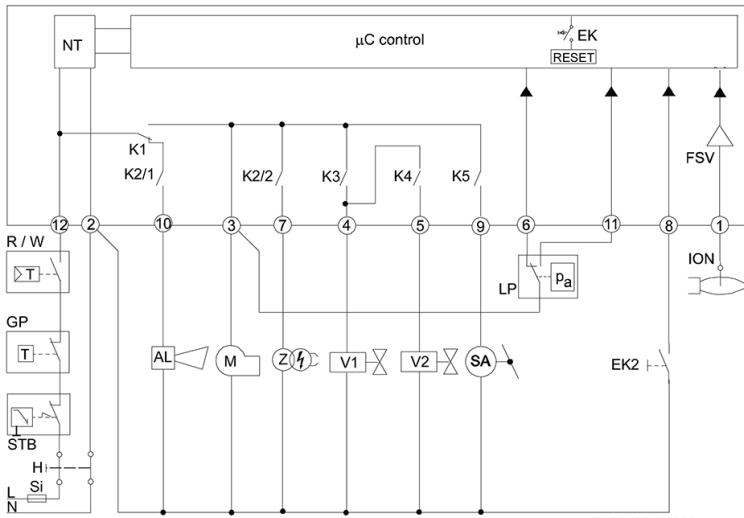 NT
μC control
EK
RESET
FSV
K1
K2/1
K2/2
K3
K4
K5
12
2
10
3
7
4
5
9
6
11
8
1
R / W
T
LP
pa
ION
GP
T
AL
M
Z
V1
V2
SA
EK2
STB
H
Si
L
N